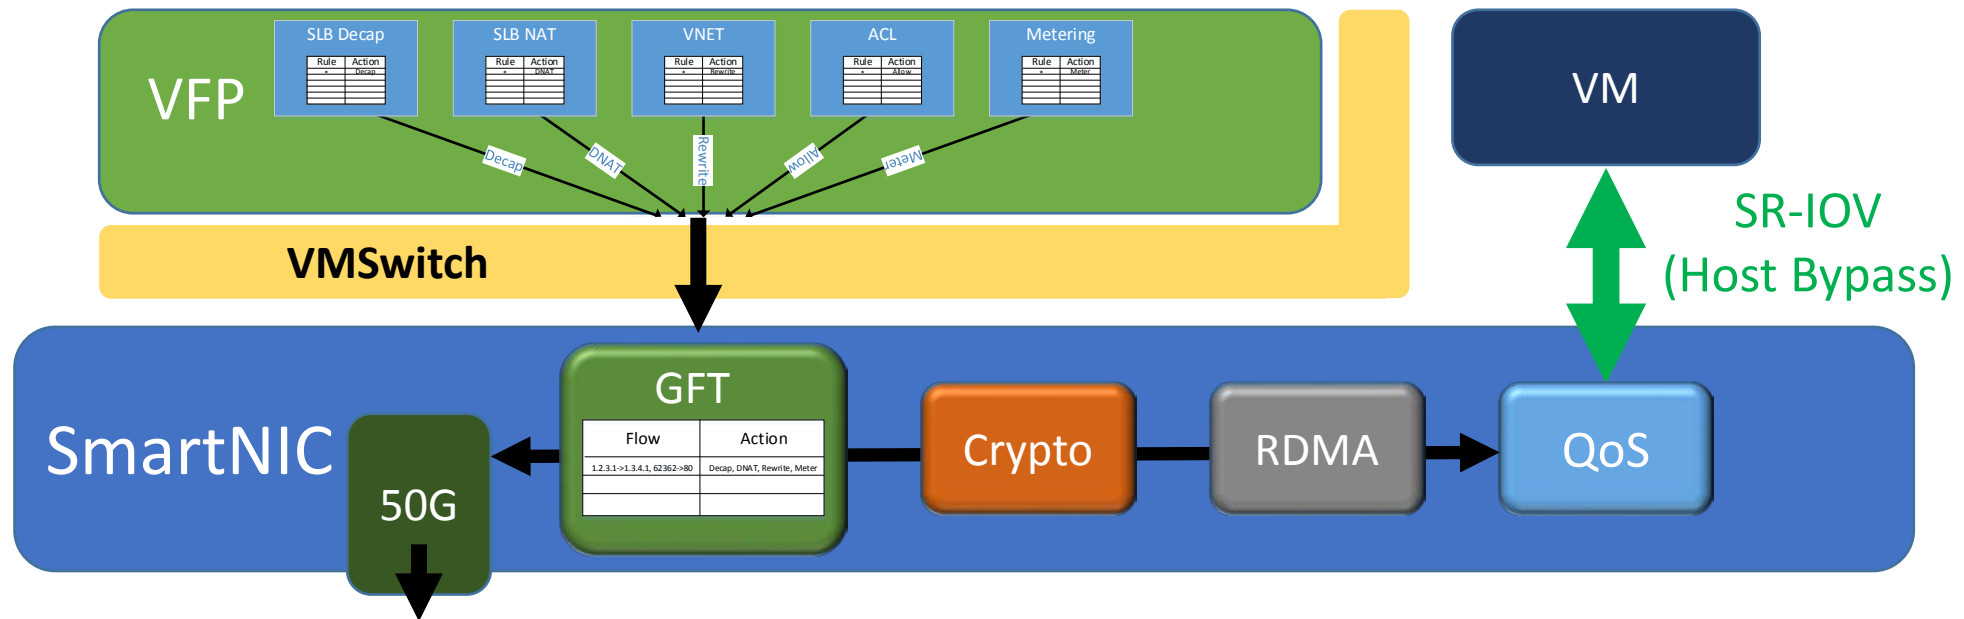 SLB Decap
SLB NAT
VNET
ACL
Metering
Rule Action
* Decap
Rule Action
* DNAT
Rule Action
* Rewrite
Rule Action
* Allow
Rule Action
* Meter
VFP
Decap
DNAT
Rewrite
Allow
Meter
VM
VMSwitch
SR-IOV
(Host Bypass)
SmartNIC
50G
GFT
Flow Action
1.2.3.1->1.3.4.1, 62362->80 Decap, DNAT, Rewrite, Meter
Crypto
RDMA
QoS